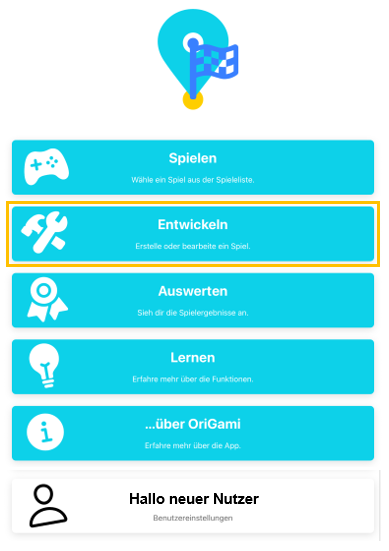 Spielen
Wähle ein Spiel aus der Spieleliste.
Entwickeln
Erstelle oder bearbeite ein Spiel.
Auswerten
Sieh dir die Spielergebnisse an.
Lernen
Erfahre mehr über die Funktionen.
...über OriGami
Erfahre mehr über die App.
Hallo neuer Nutzer
Benutzereinstellungen